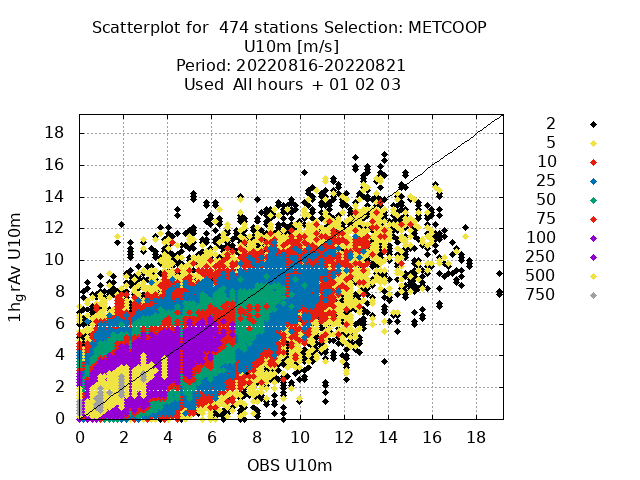 Scatterplot for  474 stations Selection: METCOOP
U10m [m/s]
Period: 20220816-20220821
Used  All hours  + 01 02 03
2
5
10
25
50
75
100
250
500
750
1h_grAv U10m
18
16
14
12
10
8
6
4
2
0
0 2 4 6 8 10 12 14 16 18
OBS U10m